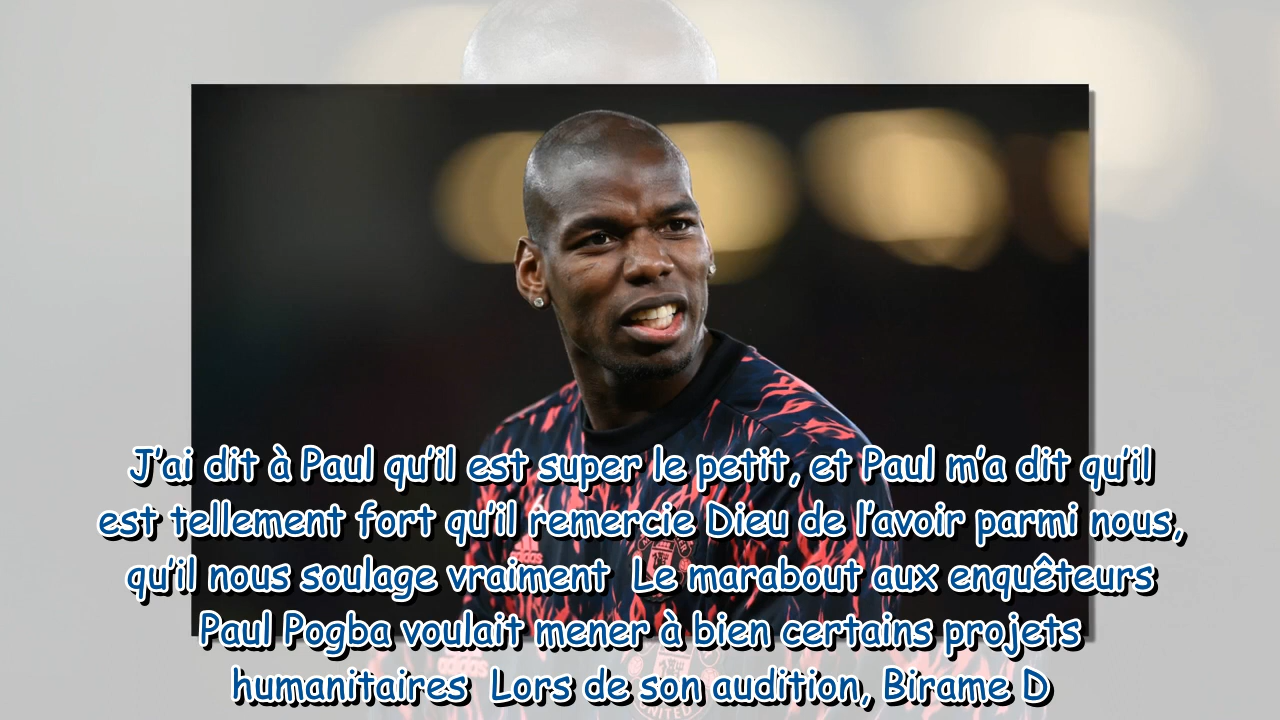 J'ai dit à Paul qu'il est super le petit, et Paul m'a dit qu'il
est tellement fort qu'il remercie Dieu de l'avoir parmi nous,
qu'il nous soulage vraiment  Le marabout aux enquêteurs
Paul Pogba voulait mener à bien certains projets
humanitaires  Lors de son audition, Birame D
adidas
UNITED